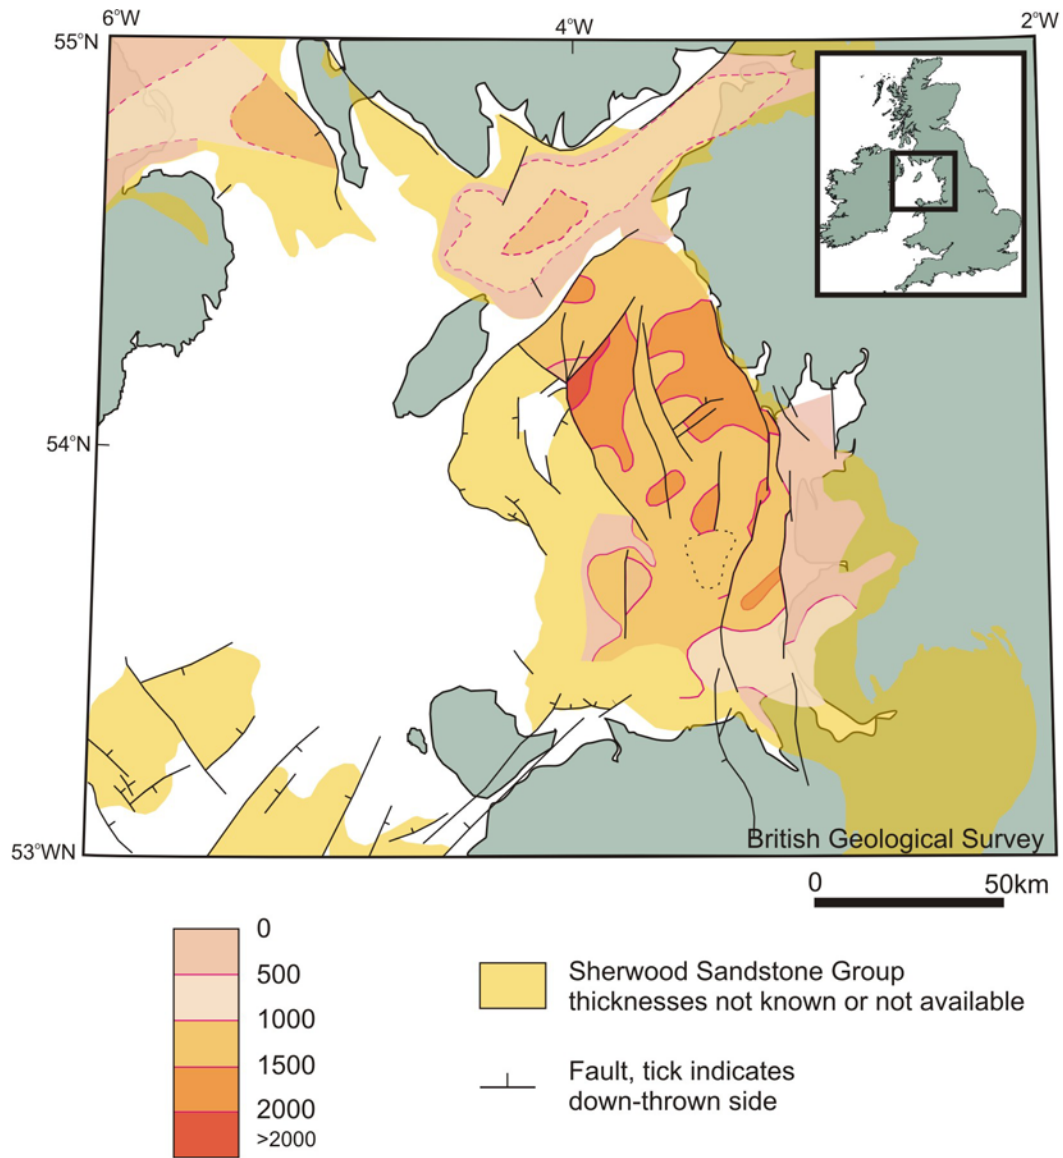 6°W
4°W
2°W
55°N
54°N
53°WN
British Geological Survey
0
50km
0
500
1000
1500
2000
>2000
Sherwood Sandstone Group
thicknesses not known or not available
Fault, tick indicates
down-thrown side